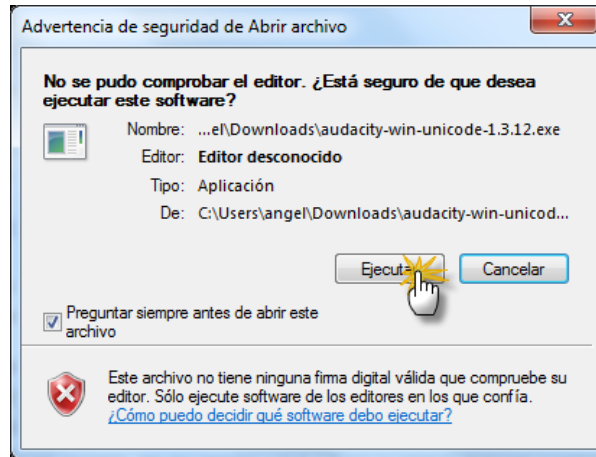 Advertencia de seguridad de Abrir archivo
No se pudo comprobar el editor. ¿Está seguro de que desea
ejecutar este software?
Nombre: ...el\Downloads\audacity-win-unicode-1.3.12.exe
Editor: Editor desconocido
Tipo: Aplicación
De: C:\Users\angel\Downloads\audacity-win-unicod...
Ejecutar Cancelar
Preguntar siempre antes de abrir este
archivo
Este archivo no tiene ninguna firma digital válida que compruebe su
editor. Sólo ejecute software de los editores en los que confía.
¿Cómo puedo decidir qué software debo ejecutar?